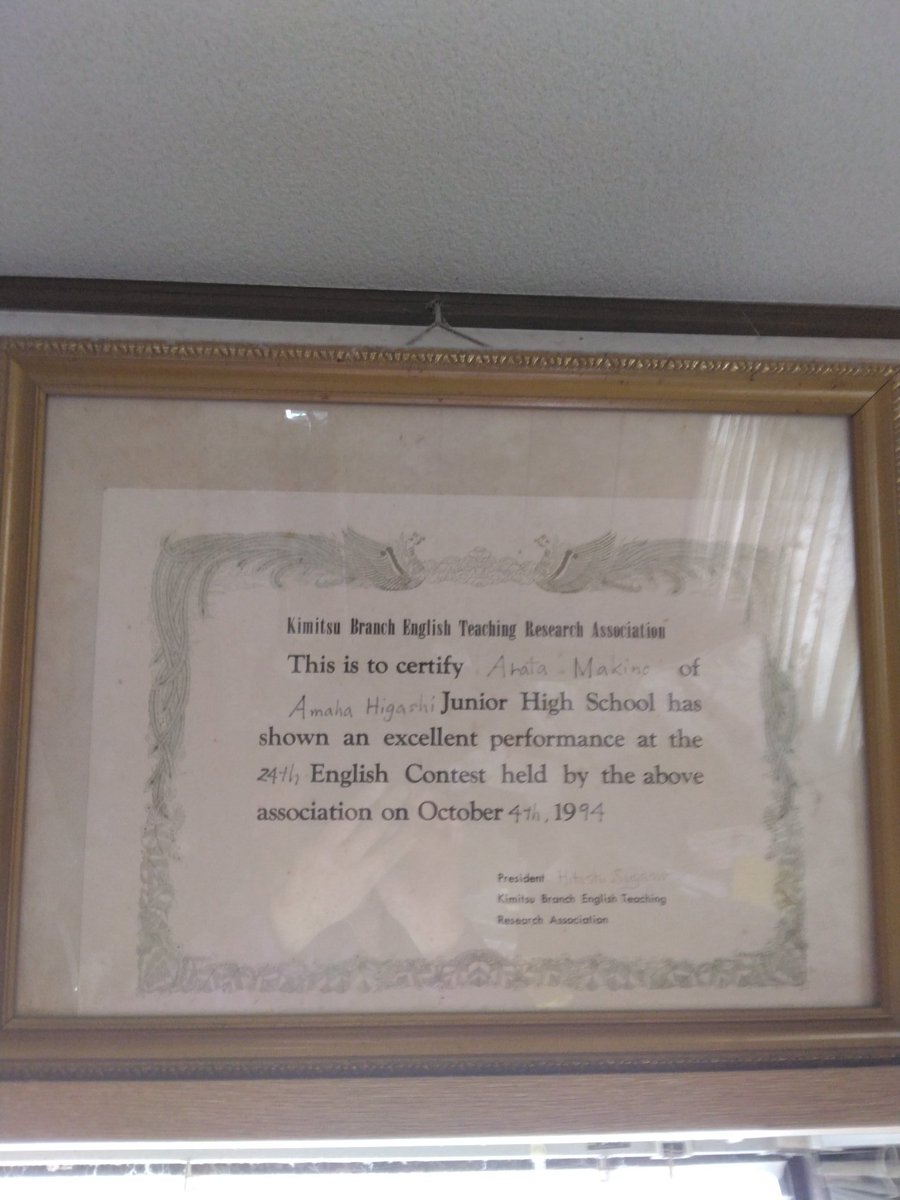 Kimitsu Branch English Teaching Research Association
This is to certify Arata Makino of
Amaha Higashi Junior High School has
shown an excellent performance at the
24th English Contest held by the above
association on October 4th, 1994
President
Kimitsu Branch English Teaching
Research Association